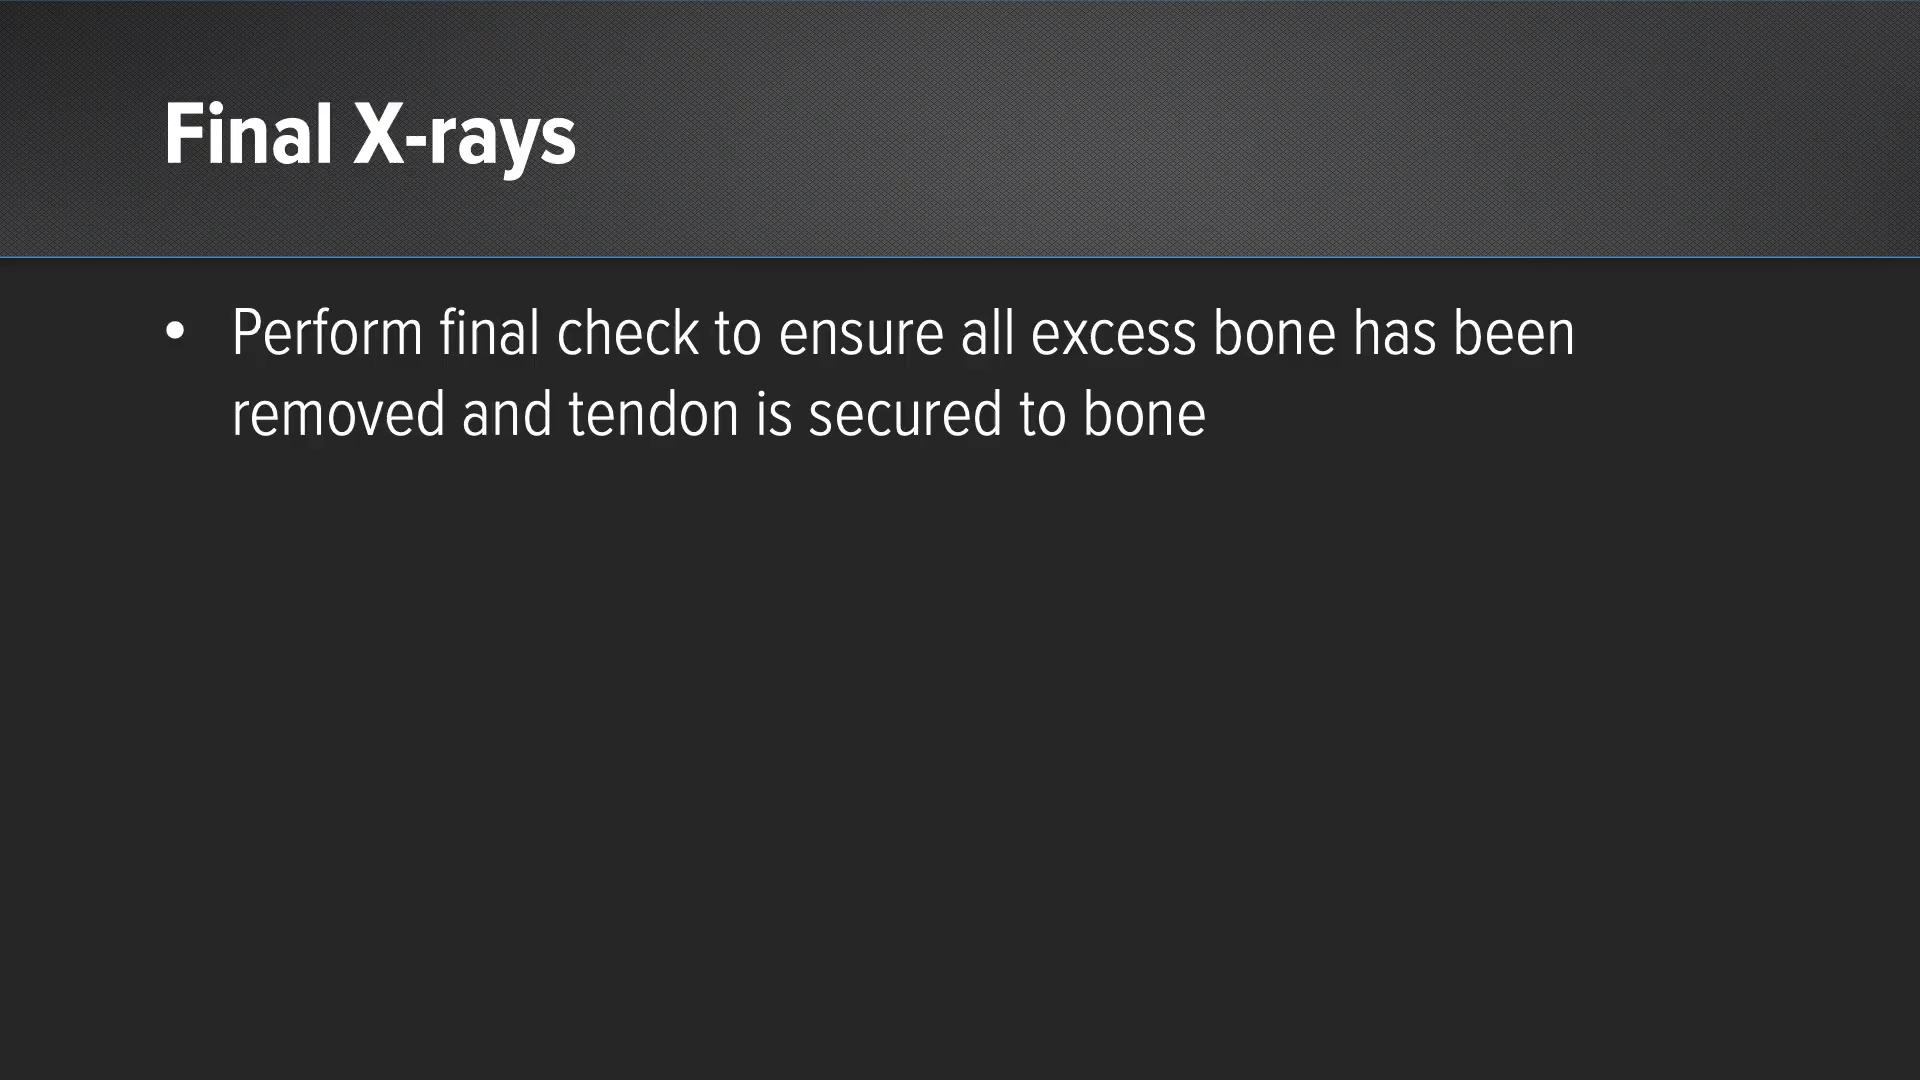 Final X-rays
• Perform final check to ensure all excess bone has been
removed and tendon is secured to bone